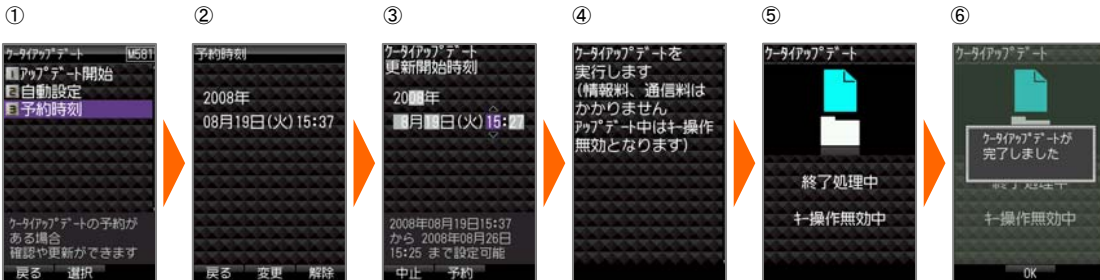 ①
ケータイアップデート M581
1アップデート開始
2自動設定
3予約時刻
ケータイアップデートの予約が
ある場合
確認や更新ができます
戻る 選択
②
予約時刻
2008年
08月19日(火)15:37
戻る 変更 解除
③
ケータイアップデート
更新開始時刻
2008年
8月19日(火)15:27
2008年08月19日15:37
から 2008年08月26日
15:25 まで設定可能
中止 予約
④
ケータイアップデートを
実行します
(情報料、通信料は
かかりません
アップデート中はキー操作
無効となります)
⑤
ケータイアップデート
終了処理中
キー操作無効中
⑥
ケータイアップデート
ケータイアップデートが
完了しました
終了処理中
キー操作無効中
OK